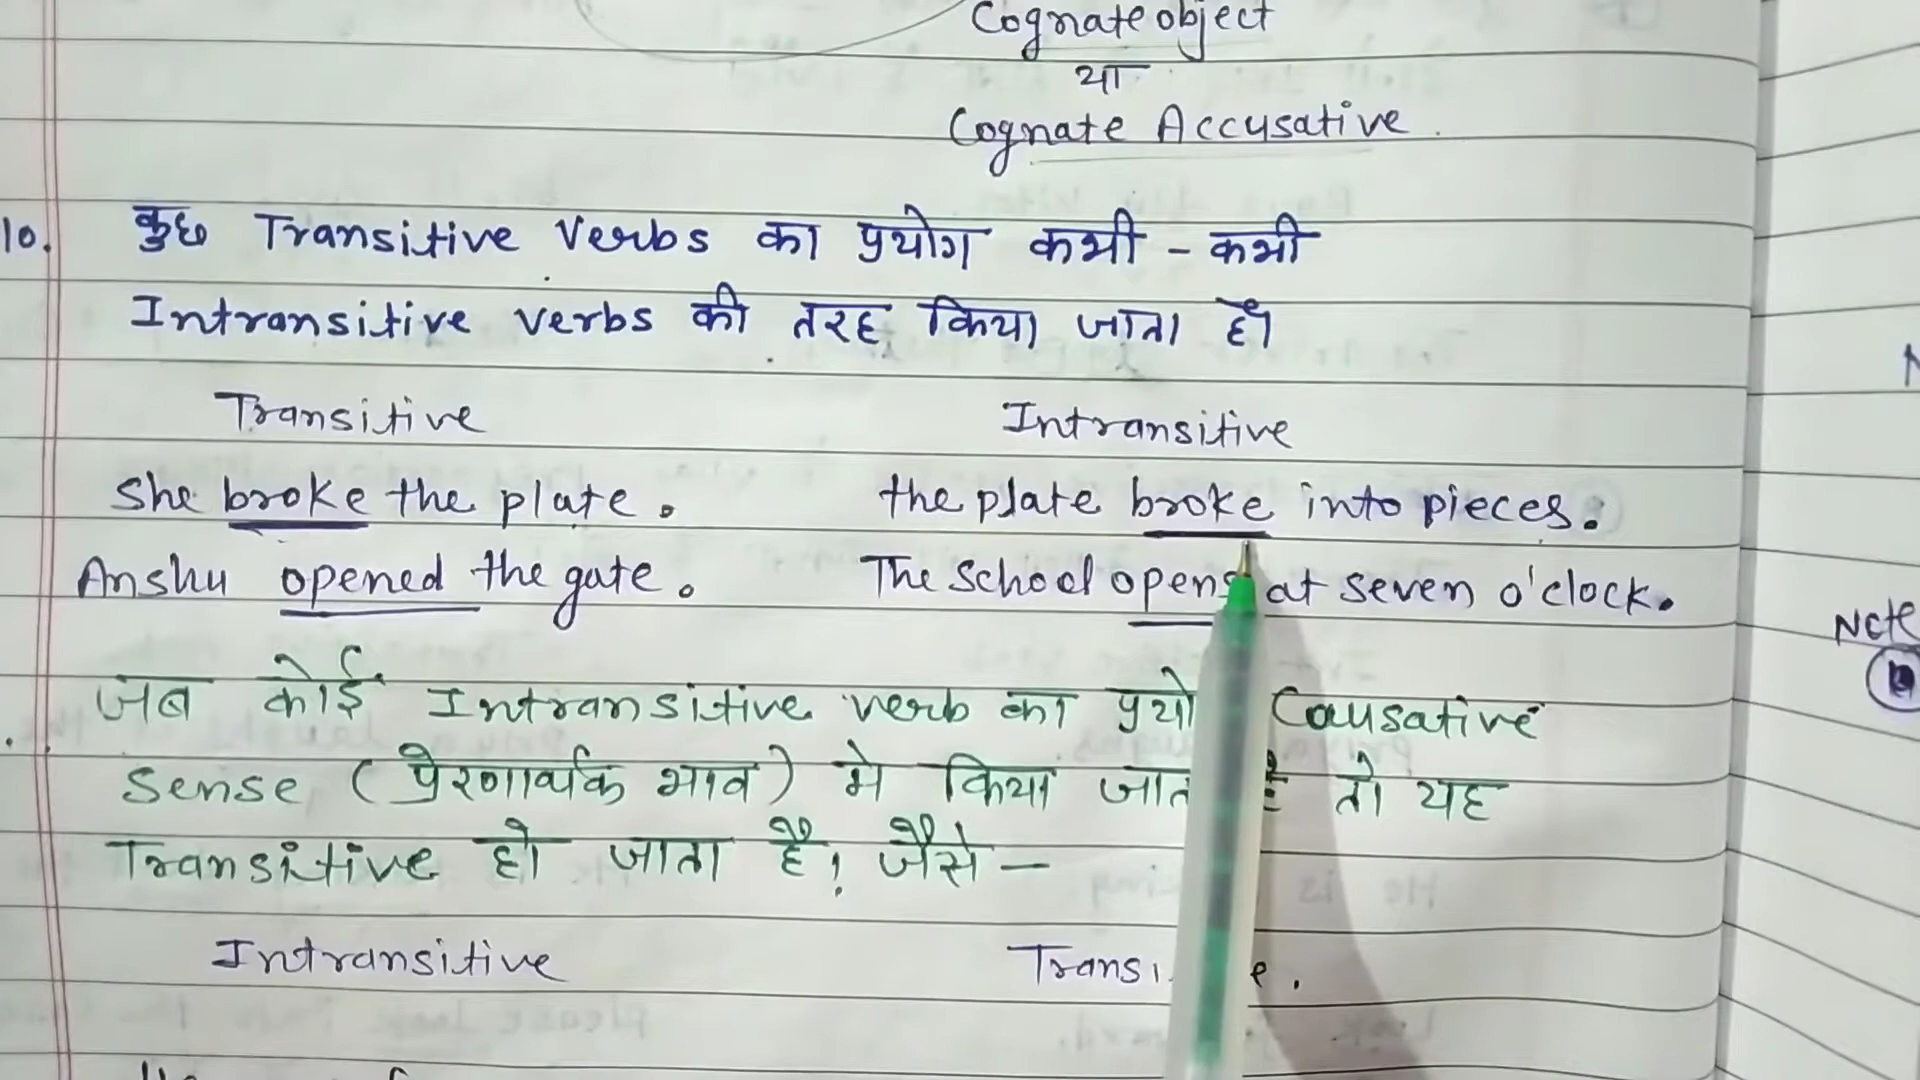 Cognate object
या
Cognate Accusative.
10. कुछ Transitive Verbs का प्रयोग कभी - कभी
Intransitive verbs की तरह किया जाता है।
Transitive Intransitive
She broke the plate. the plate broke into pieces.
Anshu opened the gate. The School opens at seven o'clock.
Note
जब कोई Intransitive verb का प्रयो Causative
Sense (प्रेरणार्थक भाव) मे किया जात है तो यह
Transitive हो जाता है। जैसे -
Intransitive